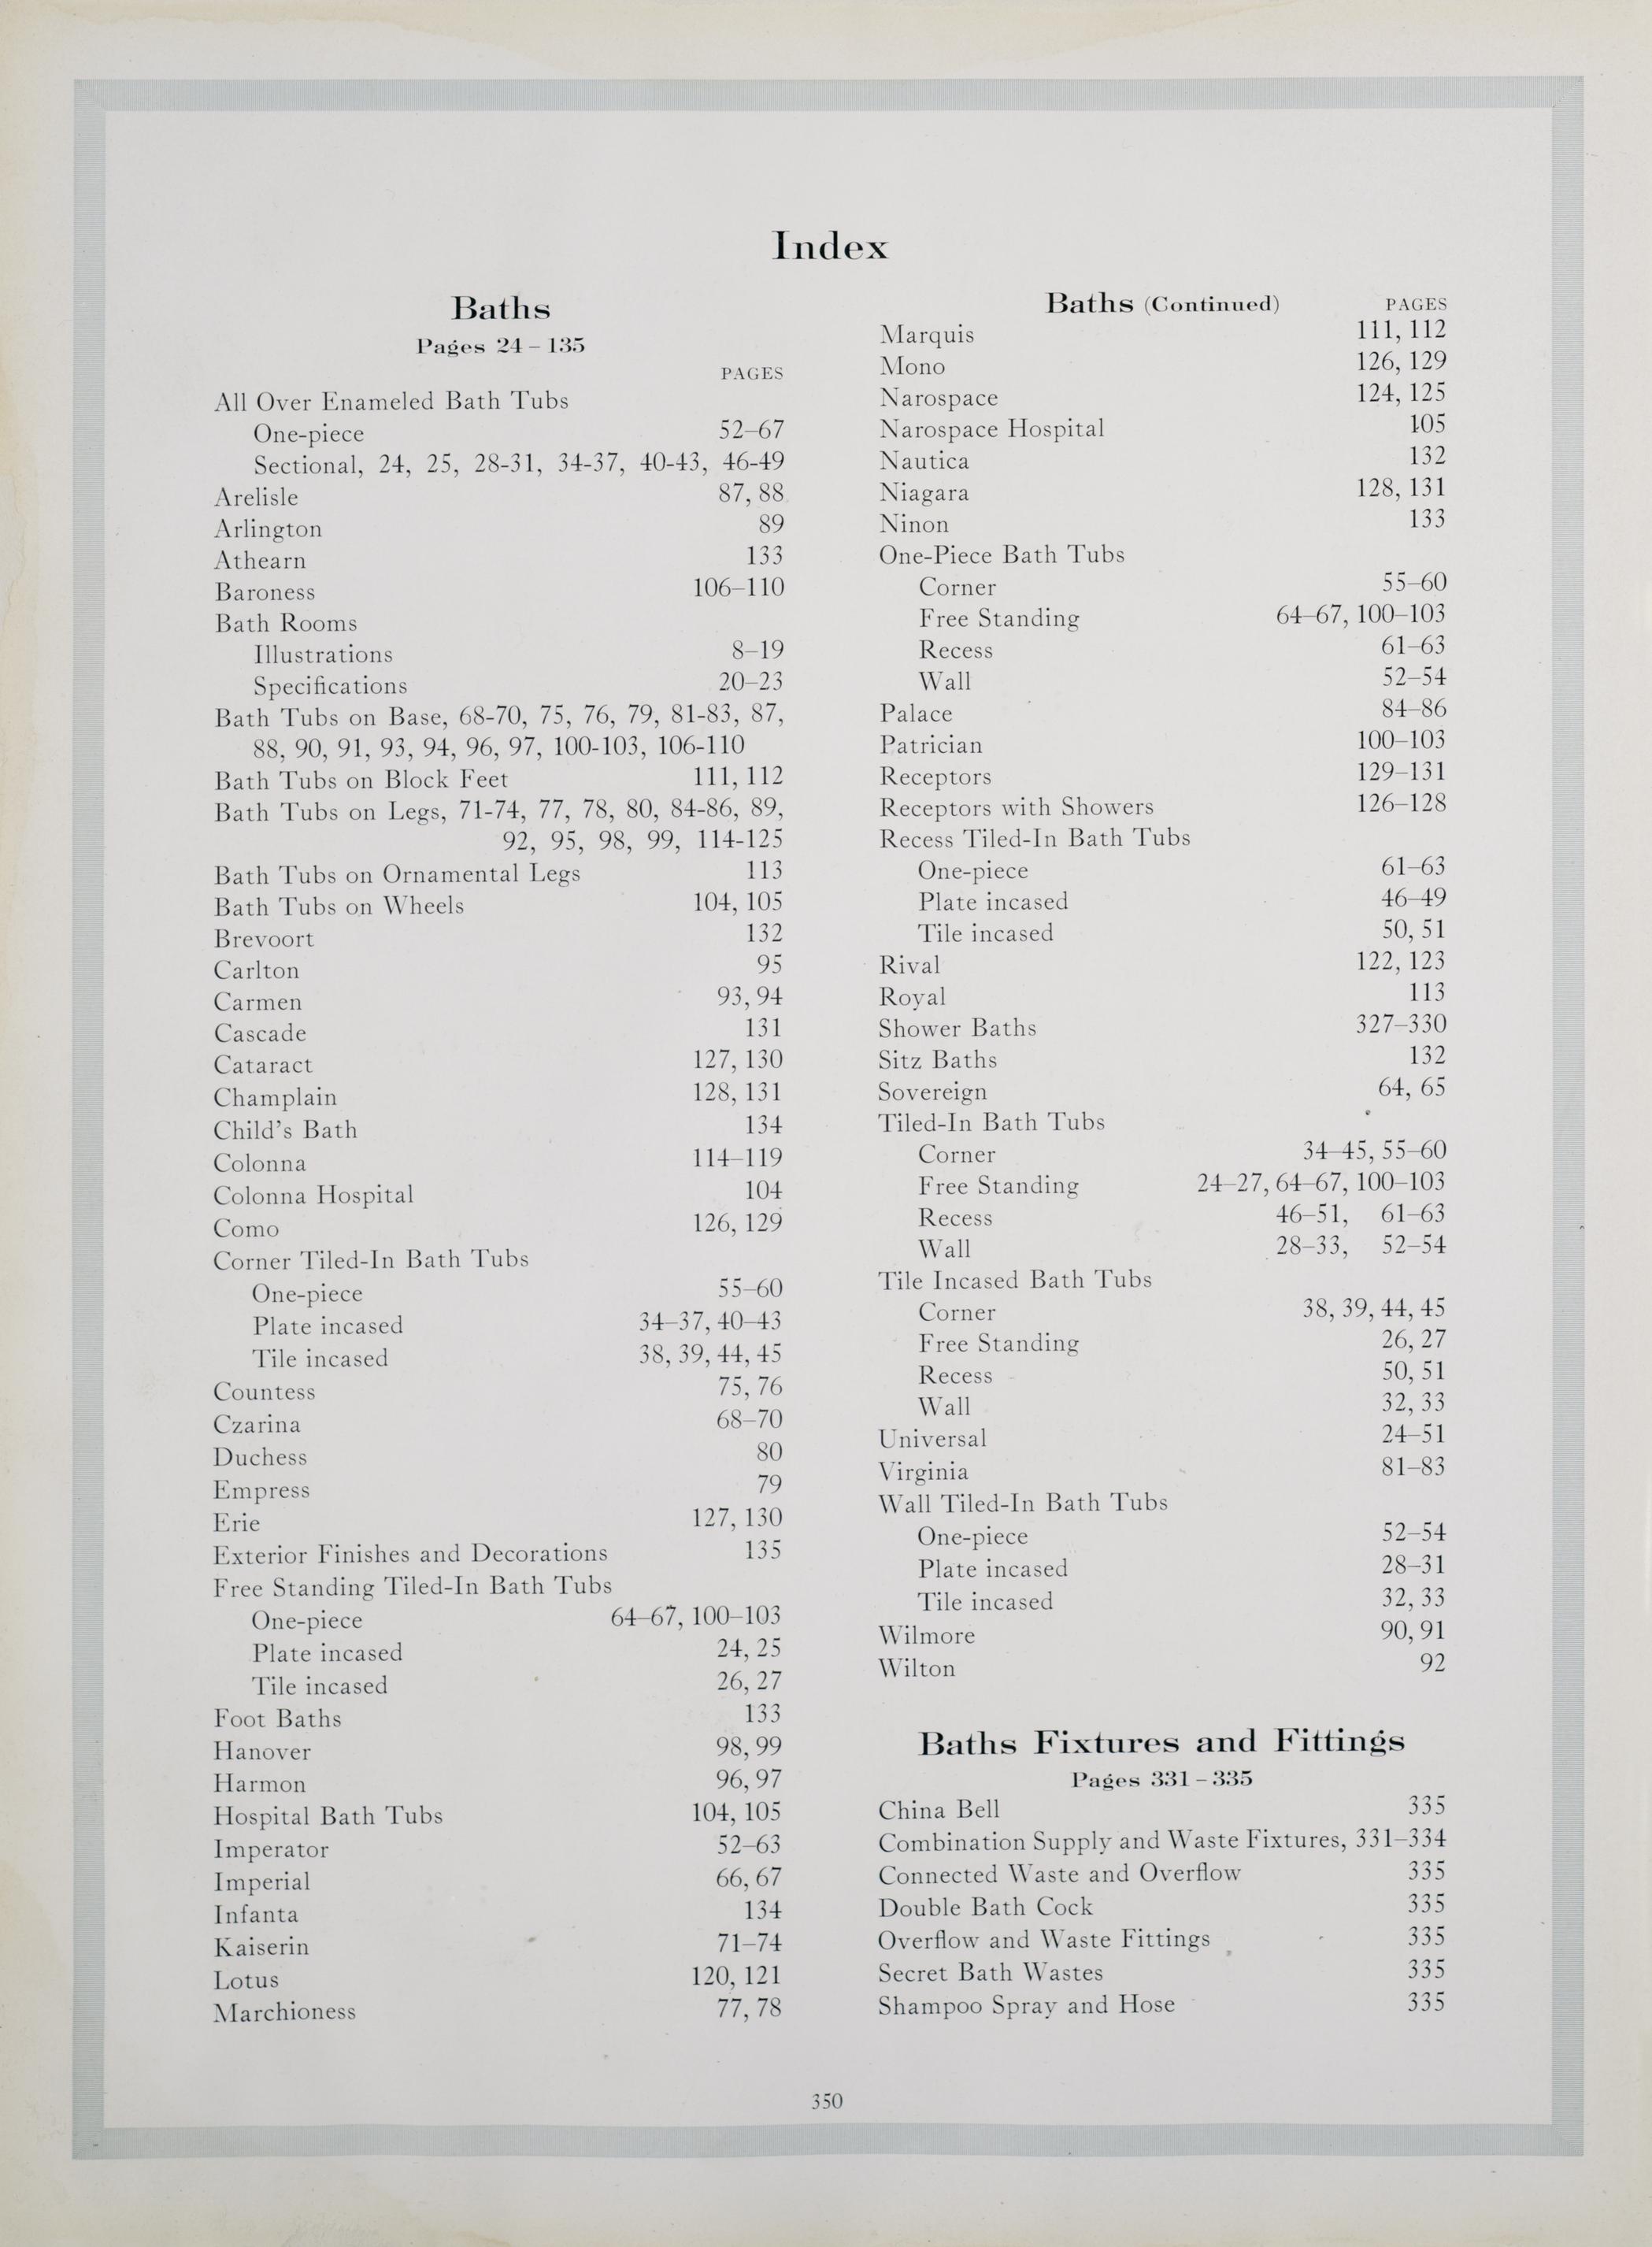 Index
Baths
Pages 24 – 135
PAGES
All Over Enameled Bath Tubs
One-piece 52–67
Sectional, 24, 25, 28-31, 34-37, 40-43, 46-49
Arelisle 87, 88
Arlington 89
Athearn 133
Baroness 106–110
Bath Rooms
Illustrations 8–19
Specifications 20–23
Bath Tubs on Base, 68-70, 75, 76, 79, 81-83, 87,
88, 90, 91, 93, 94, 96, 97, 100-103, 106-110
Bath Tubs on Block Feet 111, 112
Bath Tubs on Legs, 71-74, 77, 78, 80, 84-86, 89,
92, 95, 98, 99, 114-125
Bath Tubs on Ornamental Legs 113
Bath Tubs on Wheels 104, 105
Brevoort 132
Carlton 95
Carmen 93, 94
Cascade 131
Cataract 127, 130
Champlain 128, 131
Child's Bath 134
Colonna 114–119
Colonna Hospital 104
Como 126, 129
Corner Tiled-In Bath Tubs
One-piece 55–60
Plate incased 34–37, 40–43
Tile incased 38, 39, 44, 45
Countess 75, 76
Czarina 68–70
Duchess 80
Empress 79
Erie 127, 130
Exterior Finishes and Decorations 135
Free Standing Tiled-In Bath Tubs
One-piece 64–67, 100–103
Plate incased 24, 25
Tile incased 26, 27
Foot Baths 133
Hanover 98, 99
Harmon 96, 97
Hospital Bath Tubs 104, 105
Imperator 52–63
Imperial 66, 67
Infanta 134
Kaiserin 71–74
Lotus 120, 121
Marchioness 77, 78
Baths (Continued) PAGES
Marquis 111, 112
Mono 126, 129
Narospace 124, 125
Narospace Hospital 105
Nautica 132
Niagara 128, 131
Ninon 133
One-Piece Bath Tubs
Corner 55–60
Free Standing 64–67, 100–103
Recess 61–63
Wall 52–54
Palace 84–86
Patrician 100–103
Receptors 129–131
Receptors with Showers 126–128
Recess Tiled-In Bath Tubs
One-piece 61–63
Plate incased 46–49
Tile incased 50, 51
Rival 122, 123
Royal 113
Shower Baths 327–330
Sitz Baths 132
Sovereign 64, 65
Tiled-In Bath Tubs
Corner 34–45, 55–60
Free Standing 24–27, 64–67, 100–103
Recess 46–51, 61–63
Wall 28–33, 52–54
Tile Incased Bath Tubs
Corner 38, 39, 44, 45
Free Standing 26, 27
Recess 50, 51
Wall 32, 33
Universal 24–51
Virginia 81–83
Wall Tiled-In Bath Tubs
One-piece 52–54
Plate incased 28–31
Tile incased 32, 33
Wilmore 90, 91
Wilton 92
Baths Fixtures and Fittings
Pages 331 – 335
China Bell 335
Combination Supply and Waste Fixtures, 331–334
Connected Waste and Overflow 335
Double Bath Cock 335
Overflow and Waste Fittings 335
Secret Bath Wastes 335
Shampoo Spray and Hose 335
350